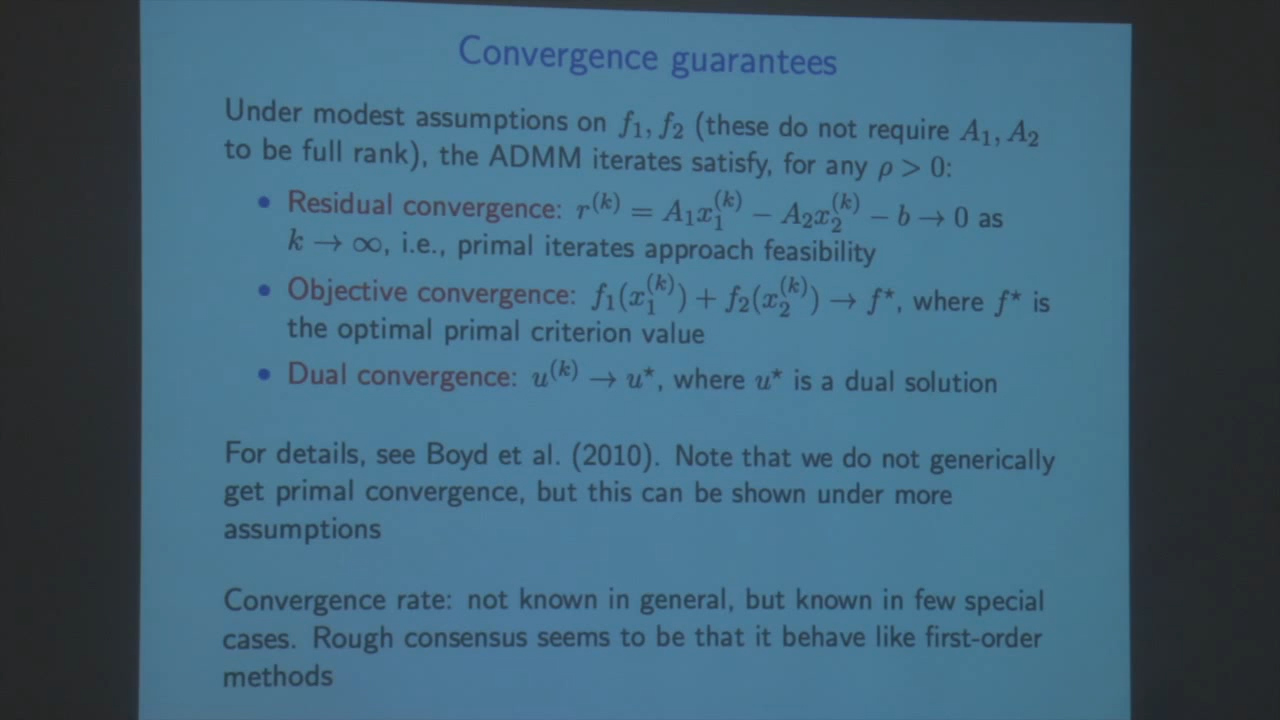 Convergence guarantees
Under modest assumptions on f₁, f₂ (these do not require A₁, A₂
to be full rank), the ADMM iterates satisfy, for any ρ > 0:
• Residual convergence: r^(k) = A₁x₁^(k) − A₂x₂^(k) − b → 0 as
k → ∞, i.e., primal iterates approach feasibility
• Objective convergence: f₁(x₁^(k)) + f₂(x₂^(k)) → f⋆, where f⋆ is
the optimal primal criterion value
• Dual convergence: u^(k) → u⋆, where u⋆ is a dual solution
For details, see Boyd et al. (2010). Note that we do not generically
get primal convergence, but this can be shown under more
assumptions
Convergence rate: not known in general, but known in few special
cases. Rough consensus seems to be that it behave like first-order
methods